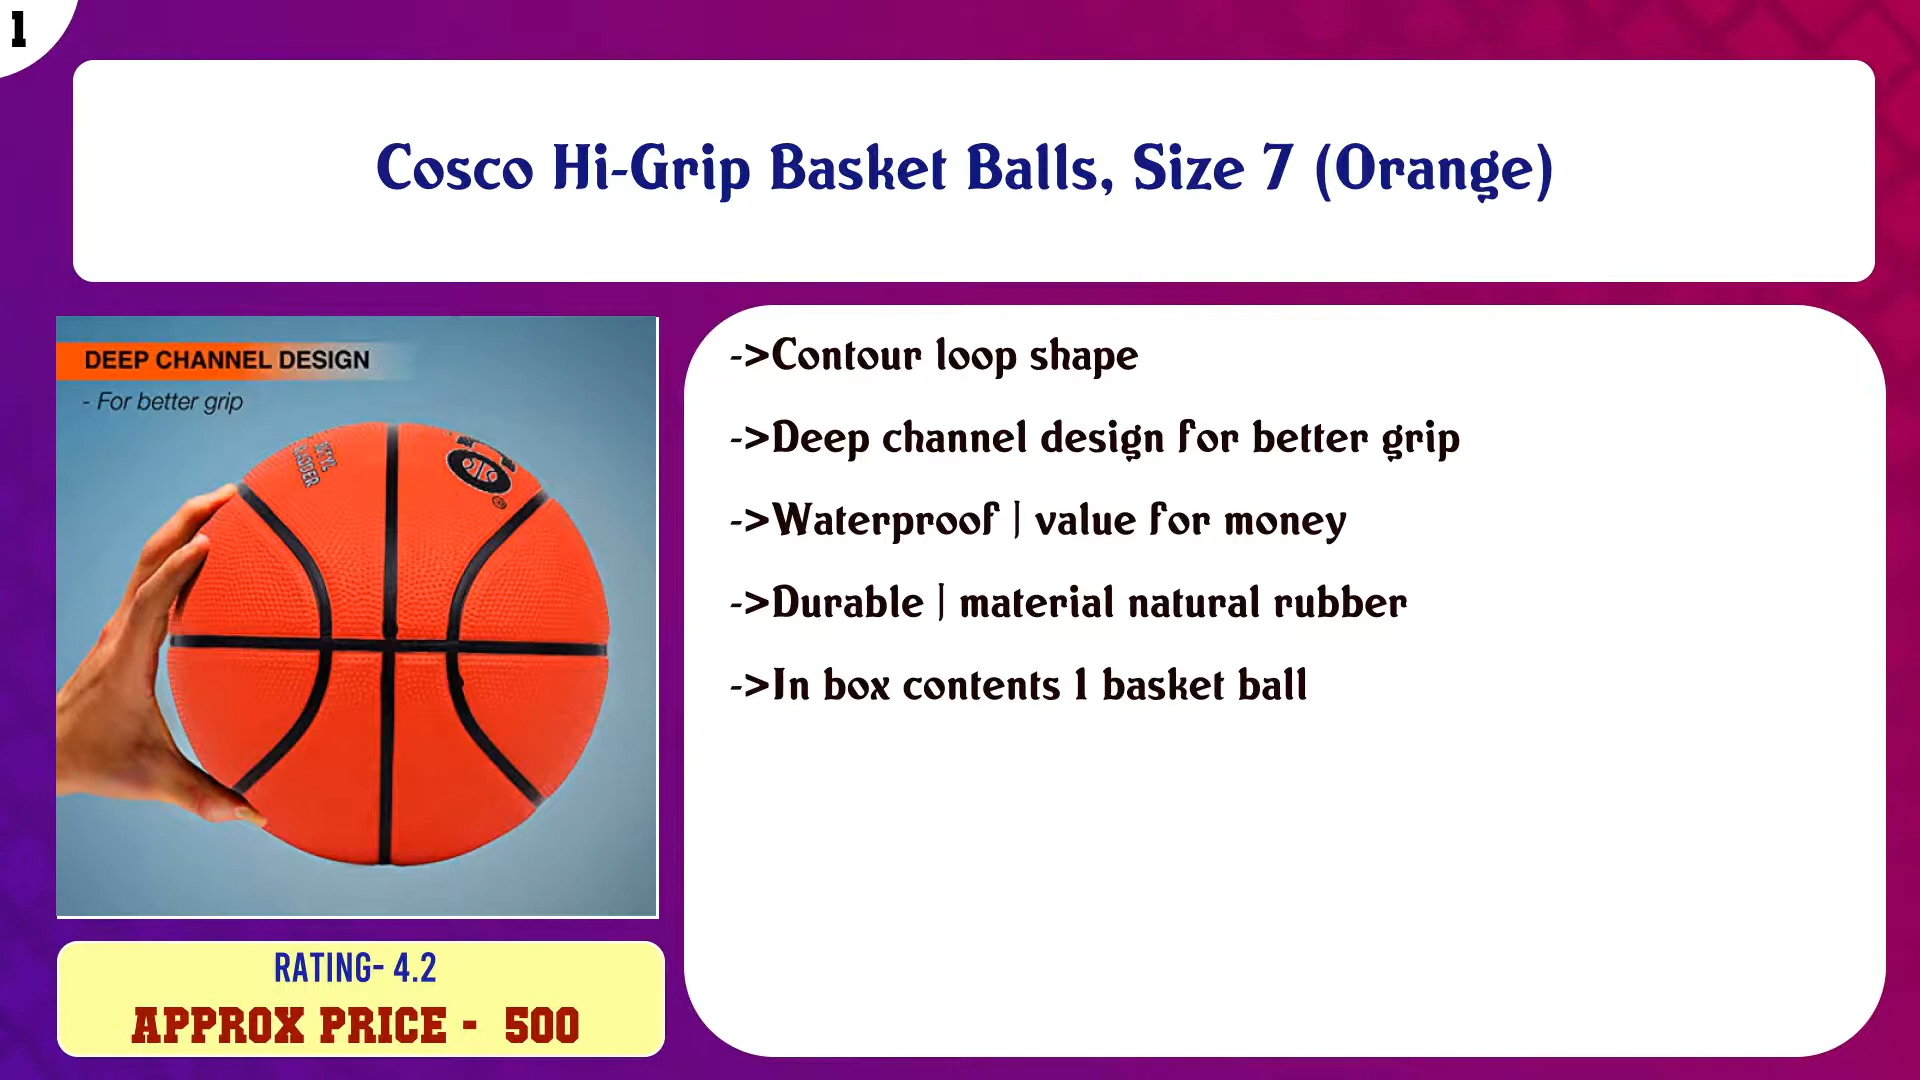 1
Cosco Hi-Grip Basket Balls, Size 7 (Orange)
DEEP CHANNEL DESIGN
- For better grip
->Contour loop shape
->Deep channel design for better grip
->Waterproof | value for money
->Durable | material natural rubber
->In box contents 1 basket ball
RATING- 4.2
APPROX PRICE - 500